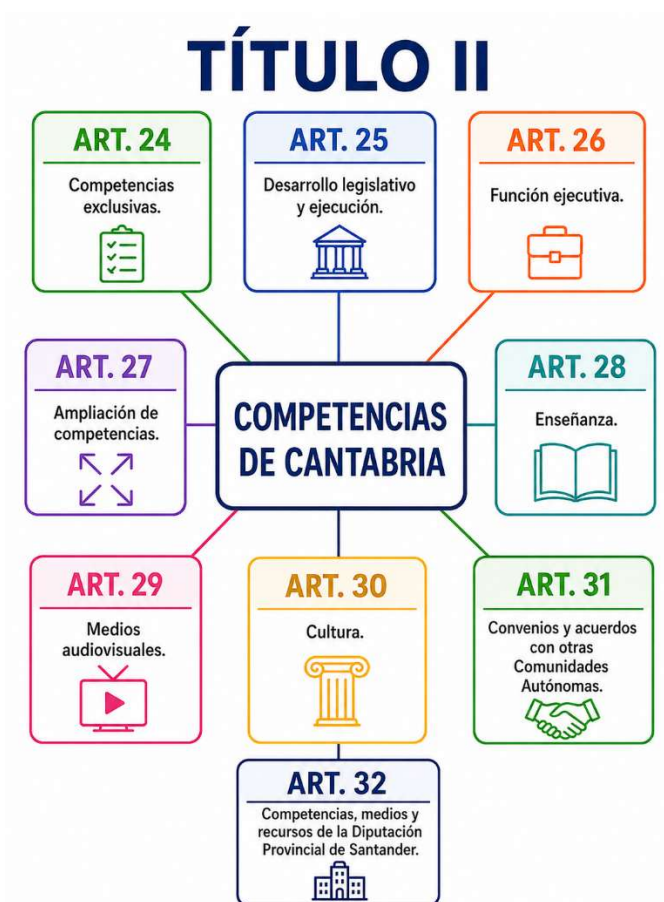 TÍTULO II
ART. 24
Competencias
exclusivas.
ART. 25
Desarrollo legislativo
y ejecución.
ART. 26
Función ejecutiva.
ART. 27
Ampliación de
competencias.
COMPETENCIAS
DE CANTABRIA
ART. 28
Enseñanza.
ART. 29
Medios
audiovisuales.
ART. 30
Cultura.
ART. 31
Convenios y acuerdos
con otras
Comunidades
Autónomas.
ART. 32
Competencias, medios y
recursos de la Diputación
Provincial de Santander.